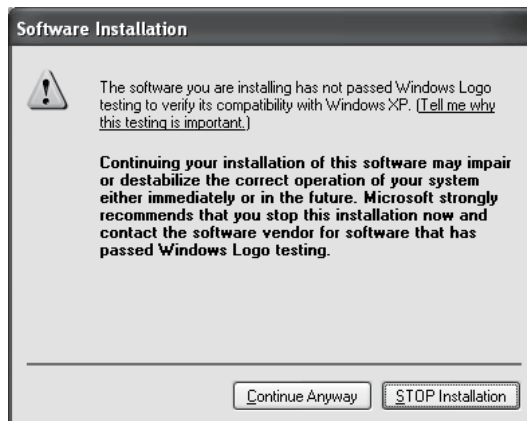 Software Installation
The software you are installing has not passed Windows Logo
testing to verify its compatibility with Windows XP. (Tell me why
this testing is important.)
Continuing your installation of this software may impair
or destabilize the correct operation of your system
either immediately or in the future. Microsoft strongly
recommends that you stop this installation now and
contact the software vendor for software that has
passed Windows Logo testing.
Continue Anyway
STOP Installation